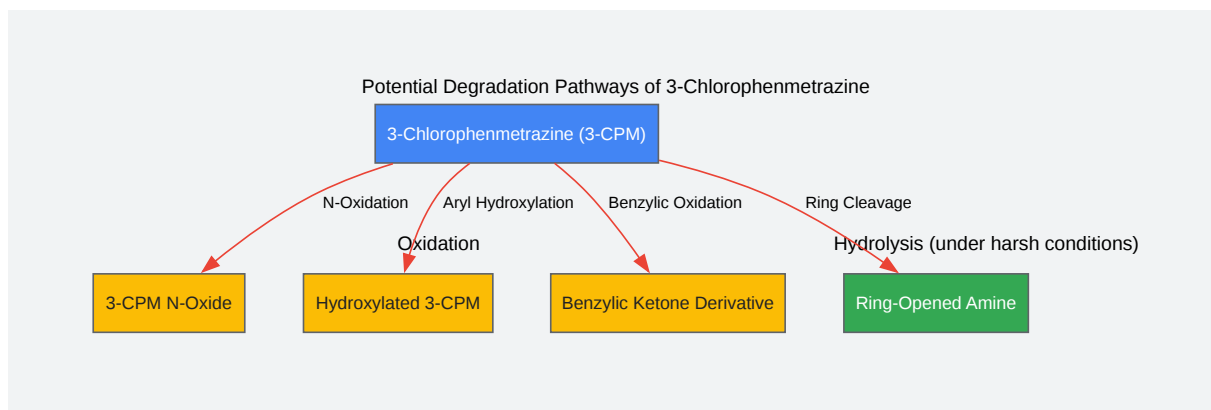 Potential Degradation Pathways of 3-Chlorophenmetrazine
3-Chlorophenmetrazine (3-CPM)
N-Oxidation
Aryl Hydroxylation
Benzylic Oxidation
Ring Cleavage
Oxidation
Hydrolysis (under harsh conditions)
3-CPM N-Oxide
Hydroxylated 3-CPM
Benzylic Ketone Derivative
Ring-Opened Amine